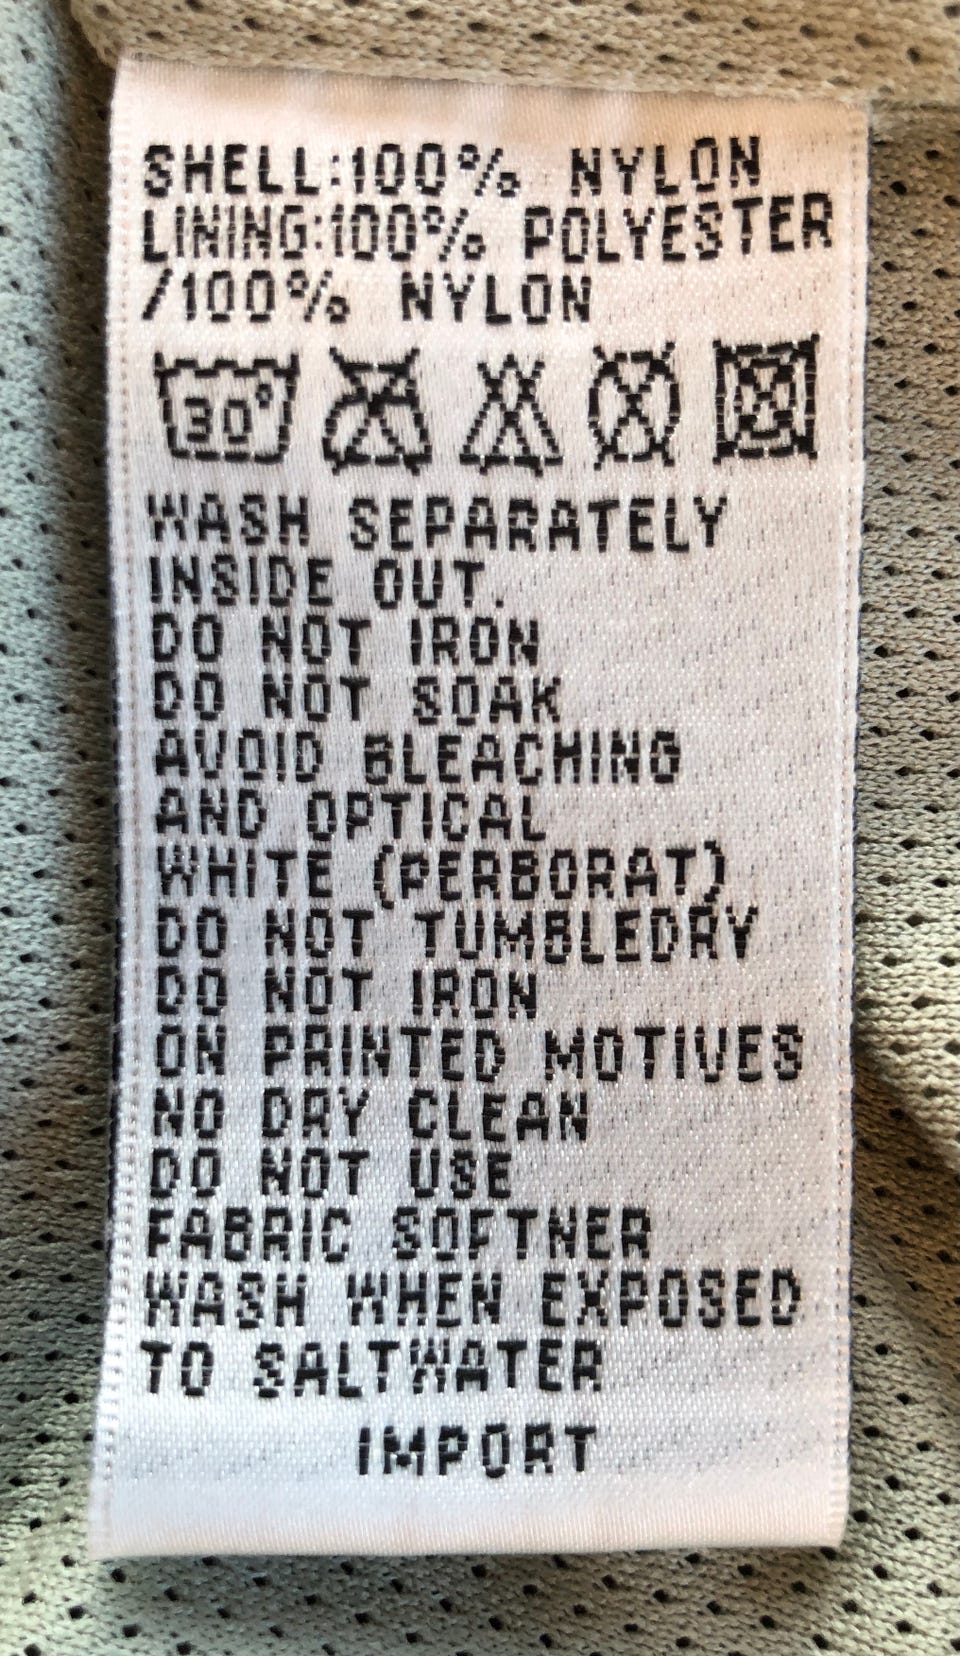 SHELL:100% NYLON
LINING:100% POLYESTER
/100% NYLON
30°
WASH SEPARATELY
INSIDE OUT.
DO NOT IRON
DO NOT SOAK
AVOID BLEACHING
AND OPTICAL
WHITE (PERBORAT)
DO NOT TUMBLEDRY
DO NOT IRON
ON PRINTED MOTIVES
NO DRY CLEAN
DO NOT USE
FABRIC SOFTNER
WASH WHEN EXPOSED
TO SALTWATER
IMPORT